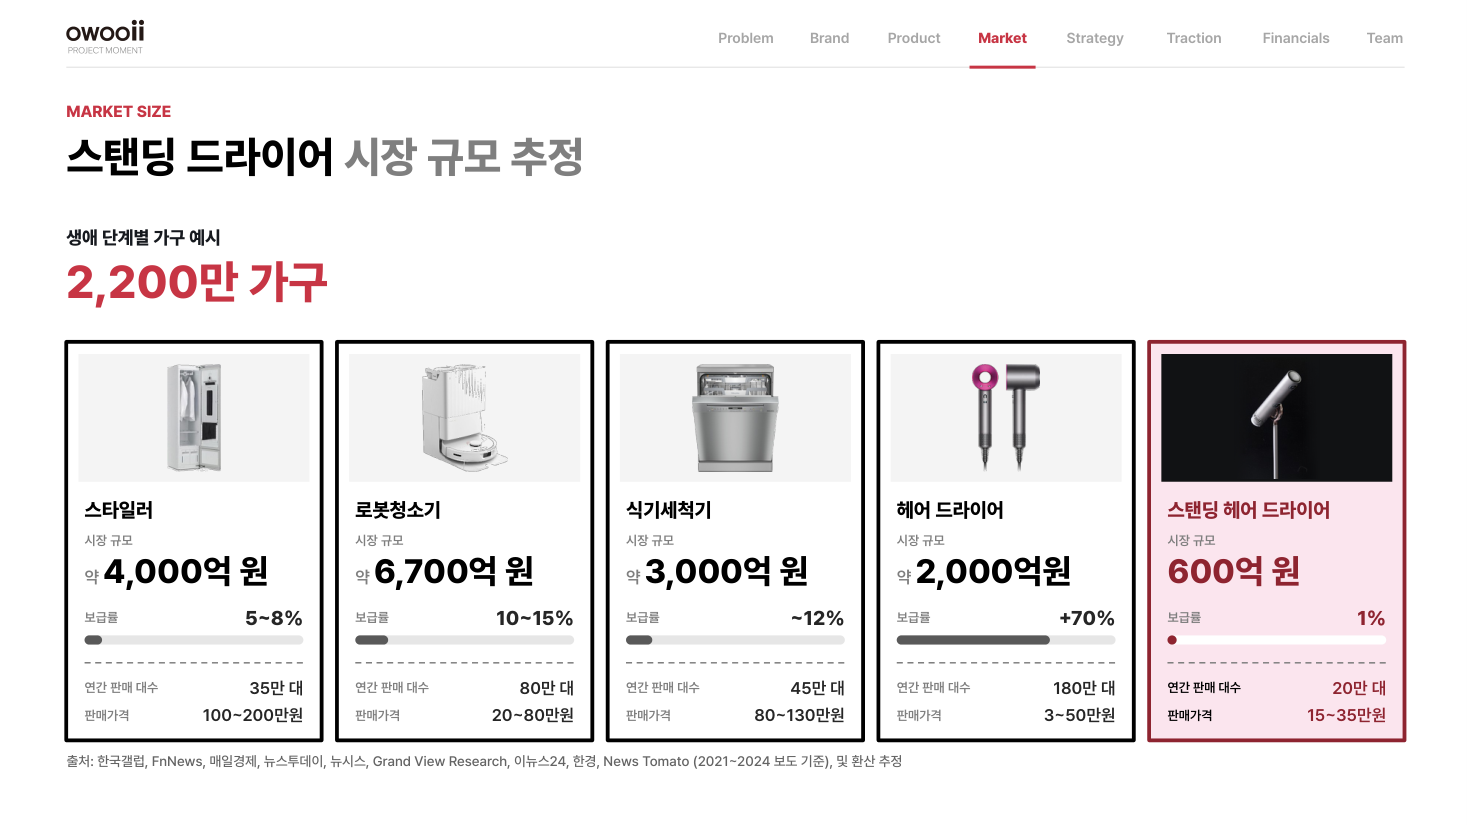 owooii
PROJECT MOMENT
Problem Brand Product Market Strategy Traction Financials Team
MARKET SIZE
스탠딩 드라이어 시장 규모 추정
생애 단계별 가구 예시
2,200만 가구
스타일러
시장 규모
약 4,000억 원
보급률 5~8%
연간 판매 대수 35만 대
판매가격 100~200만원
로봇청소기
시장 규모
약 6,700억 원
보급률 10~15%
연간 판매 대수 80만 대
판매가격 20~80만원
식기세척기
시장 규모
약 3,000억 원
보급률 ~12%
연간 판매 대수 45만 대
판매가격 80~130만원
헤어 드라이어
시장 규모
약 2,000억원
보급률 +70%
연간 판매 대수 180만 대
판매가격 3~50만원
스탠딩 헤어 드라이어
시장 규모
600억 원
보급률 1%
연간 판매 대수 20만 대
판매가격 15~35만원
출처: 한국갤럽, FnNews, 매일경제, 뉴스투데이, 뉴시스, Grand View Research, 이뉴스24, 한경, News Tomato (2021~2024 보도 기준), 및 환산 추정